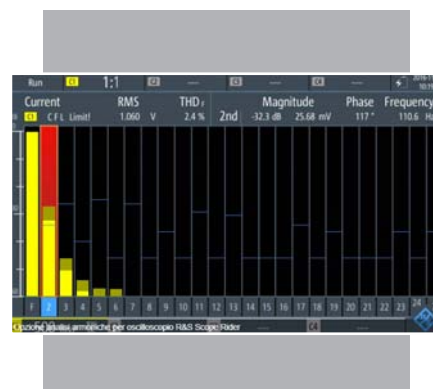 Run C1 1:1 C2 — C3 — C4 —
Current RMS THD r Magnitude Phase Frequency
C1 C F L Limit! 1.060 V 2.4 % 2nd -32.3 dB 25.68 mV 117 ° 110.6 Hz
F 2 3 4 5 6 7 8 9 10 11 12 13 14 15 16 17 18 19 20 21 22 23 24
Opzione analisi armoniche per oscilloscopio R&S Scope Rider
C4